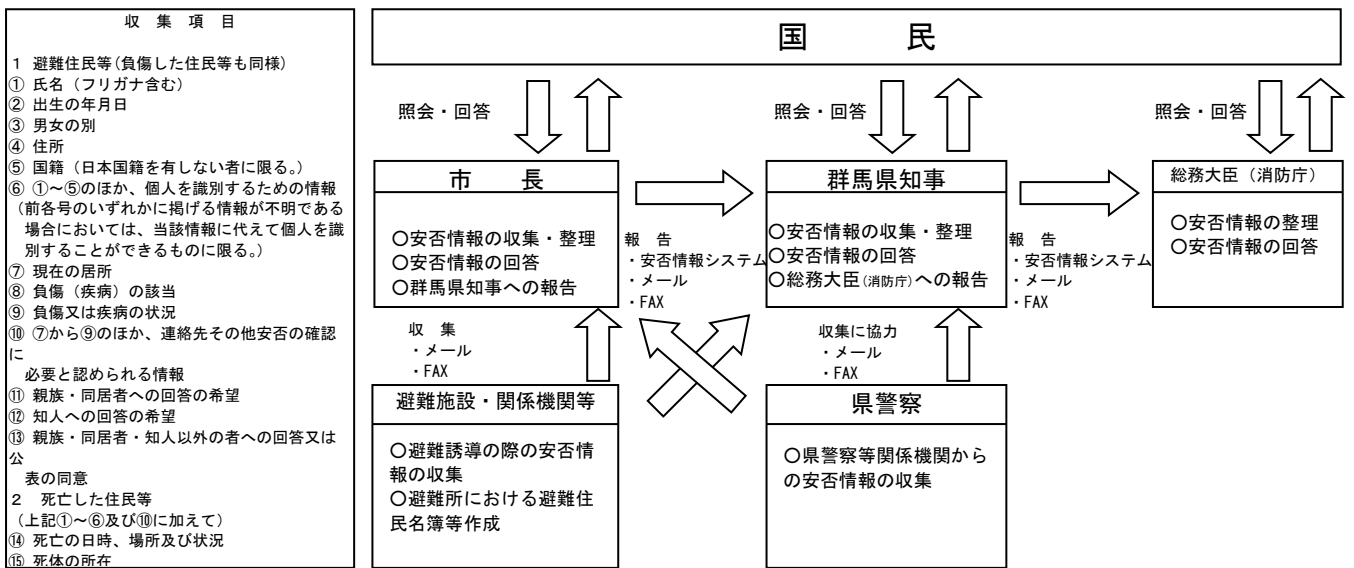 収 集 項 目
1 避難住民等(負傷した住民等も同様)
① 氏名（フリガナ含む）
② 出生の年月日
③ 男女の別
④ 住所
⑤ 国籍（日本国籍を有しない者に限る。）
⑥ ①～⑤のほか、個人を識別するための情報
（前各号のいずれかに掲げる情報が不明である
場合においては、当該情報に代えて個人を識
別することができるものに限る。）
⑦ 現在の居所
⑧ 負傷（疾病）の該当
⑨ 負傷又は疾病の状況
⑩ ⑦から⑨のほか、連絡先その他安否の確認
に
必要と認められる情報
⑪ 親族・同居者への回答の希望
⑫ 知人への回答の希望
⑬ 親族・同居者・知人以外の者への回答又は
公
表の同意
2 死亡した住民等
（上記①～⑥及び⑩に加えて）
⑭ 死亡の日時、場所及び状況
⑮ 死体の所在
国 民
照会・回答
照会・回答
照会・回答
市 長
○安否情報の収集・整理
○安否情報の回答
○群馬県知事への報告
報 告
・安否情報システム
・メール
・FAX
群馬県知事
○安否情報の収集・整理
○安否情報の回答
○総務大臣(消防庁)への報告
報 告
・安否情報システム
・メール
・FAX
総務大臣（消防庁）
○安否情報の整理
○安否情報の回答
収 集
・メール
・FAX
収集に協力
・メール
・FAX
避難施設・関係機関等
○避難誘導の際の安否情
報の収集
○避難所における避難住
民名簿等作成
県警察
○県警察等関係機関から
の安否情報の収集